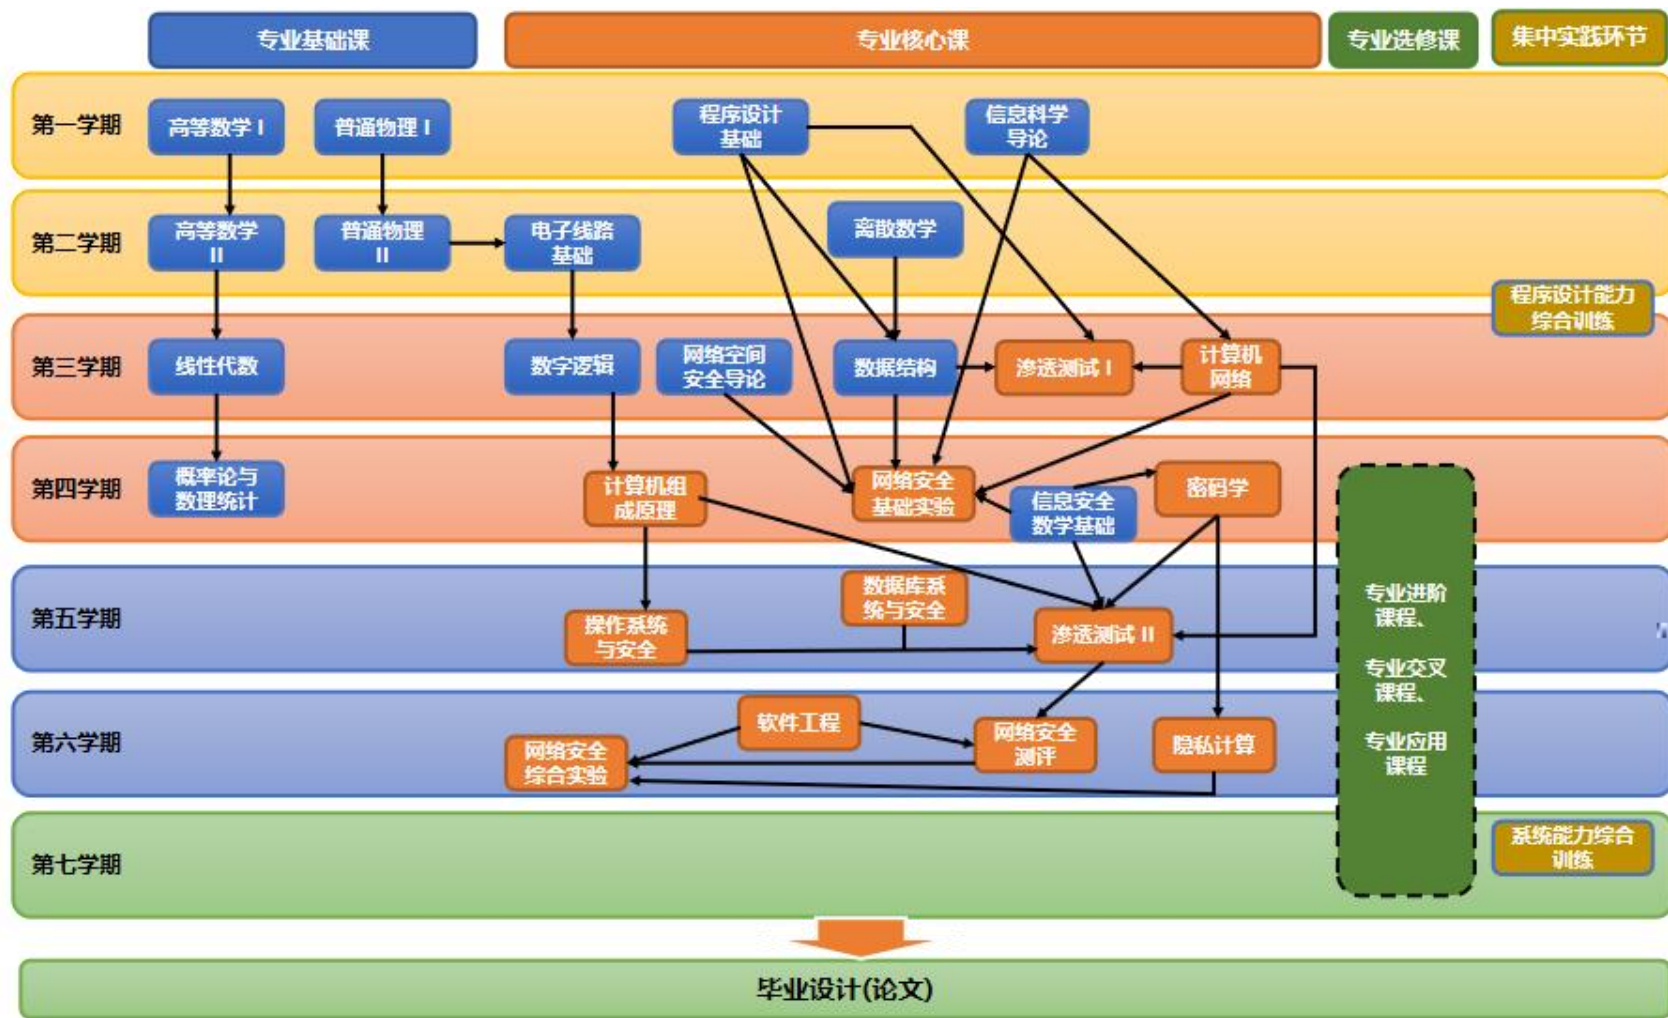 专业基础课
专业核心课
专业选修课
集中实践环节
第一学期
高等数学 I
普通物理 I
程序设计
基础
信息科学
导论
第二学期
高等数学
II
普通物理
II
电子线路
基础
离散数学
程序设计能力
综合训练
第三学期
线性代数
数字逻辑
网络空间
安全导论
数据结构
渗透测试 I
计算机
网络
第四学期
概率论与
数理统计
计算机组
成原理
网络安全
基础实验
信息安全
数学基础
密码学
第五学期
操作系统
与安全
数据库系
统与安全
渗透测试 II
专业进阶
课程、
专业交叉
课程、
专业应用
课程
第六学期
网络安全
综合实验
软件工程
网络安全
测评
隐私计算
第七学期
系统能力综合
训练
毕业设计(论文)